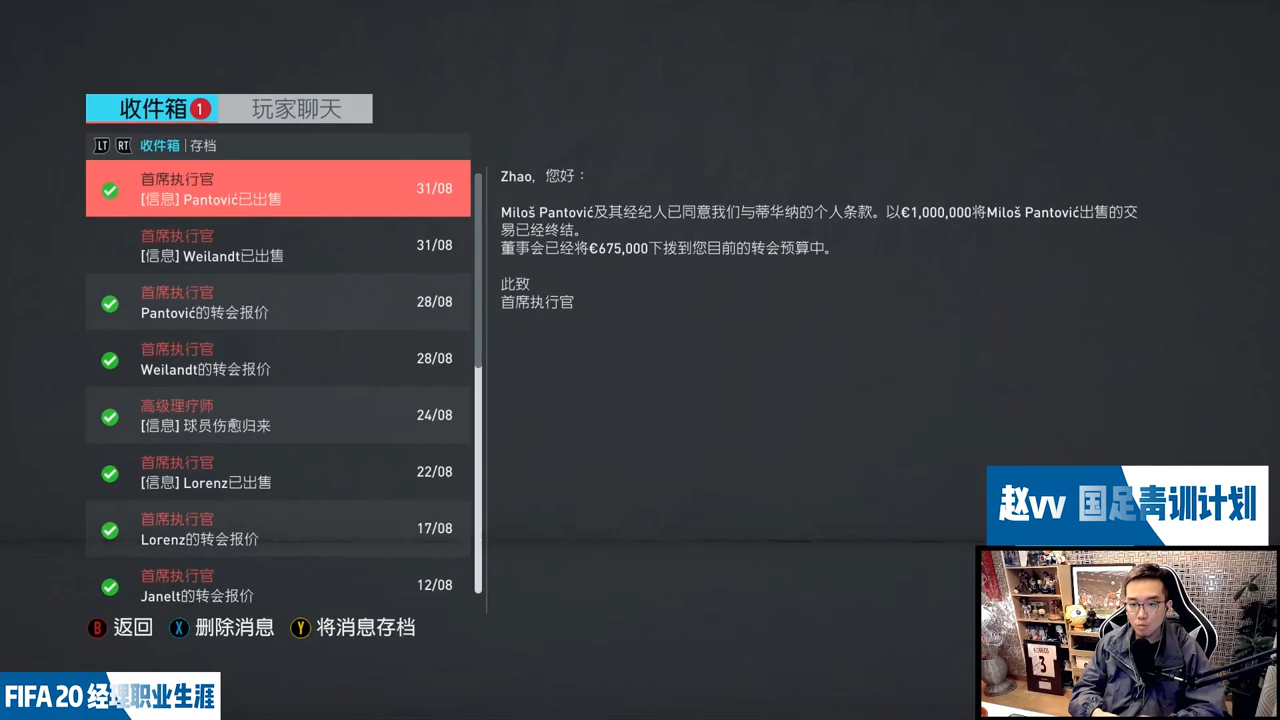 收件箱 1 玩家聊天
LT RT 收件箱 | 存档
首席执行官
[信息] Pantović已出售 31/08
首席执行官
[信息] Weilandt已出售 31/08
首席执行官
Pantović的转会报价 28/08
首席执行官
Weilandt的转会报价 28/08
高级理疗师
[信息] 球员伤愈归来 24/08
首席执行官
[信息] Lorenz已出售 22/08
首席执行官
Lorenz的转会报价 17/08
首席执行官
Janelt的转会报价 12/08
B 返回 X 删除消息 Y 将消息存档
Zhao，您好：
Miloš Pantović及其经纪人已同意我们与蒂华纳的个人条款。以€1,000,000将Miloš Pantović出售的交
易已经终结。
董事会已经将€675,000下拨到您目前的转会预算中。
此致
首席执行官
赵vv 国足青训计划
R.CARLOS
3
FIFA 20 经理职业生涯